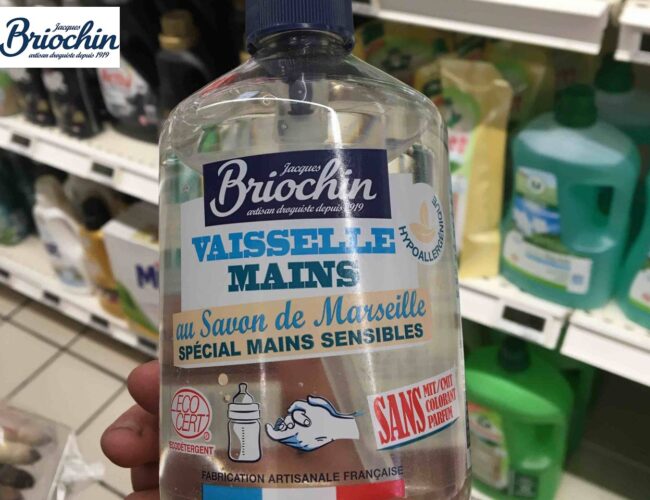 Jacques
Briochin
artisan droguiste depuis 1919
Jacques
Briochin
artisan droguiste depuis 1919
VAISSELLE
MAINS
HYPOALLERGÉNIQUE
au Savon de Marseille
SPÉCIAL MAINS SENSIBLES
ECO
CERT
ECODÉTERGENT
SANS
MIT/CMIT
COLORANT
PARFUM
FABRICATION ARTISANALE FRANÇAISE